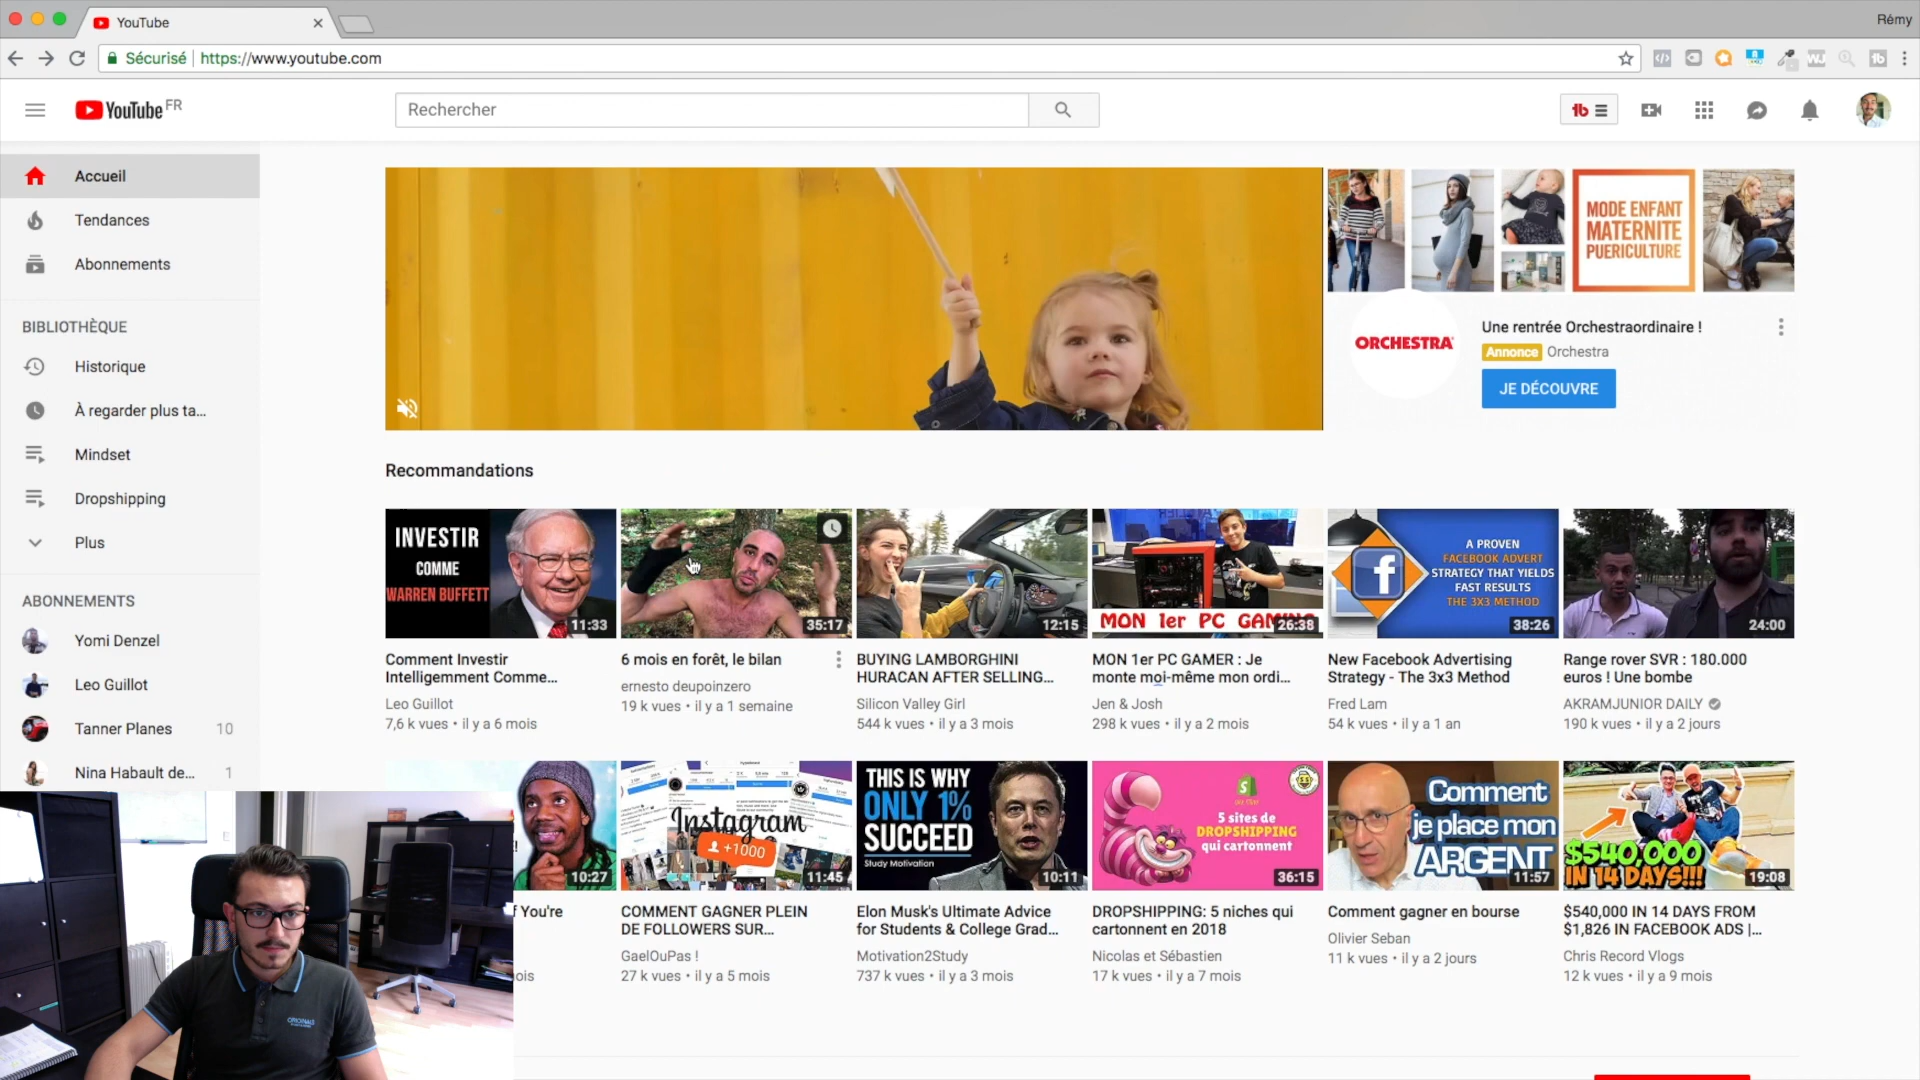 YouTube
Rémy
Sécurisé
https://www.youtube.com
YouTube FR
Rechercher
Accueil
Tendances
Abonnements
BIBLIOTHÈQUE
Historique
À regarder plus ta...
Mindset
Dropshipping
Plus
ABONNEMENTS
Yomi Denzel
Leo Guillot
Tanner Planes 10
Nina Habault de... 1
MODE ENFANT
MATERNITE
PUERICULTURE
ORCHESTRA
Une rentrée Orchestraordinaire !
Annonce Orchestra
JE DÉCOUVRE
Recommandations
INVESTIR
COMME
WARREN BUFFETT
11:33
35:17
12:15
MON 1er PC
26:38
A PROVEN
FACEBOOK ADVERT
STRATEGY THAT YIELDS
FAST RESULTS
THE 3X3 METHOD
38:26
24:00
Comment Investir
Intelligemment Comme...
Leo Guillot
7,6 k vues • il y a 6 mois
6 mois en forêt, le bilan
ernesto deupoinzero
19 k vues • il y a 1 semaine
BUYING LAMBORGHINI
HURACAN AFTER SELLING...
Silicon Valley Girl
544 k vues • il y a 3 mois
MON 1er PC GAMER : Je
monte moi-même mon ordi...
Jen & Josh
298 k vues • il y a 2 mois
New Facebook Advertising
Strategy - The 3x3 Method
Fred Lam
54 k vues • il y a 1 an
Range rover SVR : 180.000
euros ! Une bombe
AKRAMJUNIOR DAILY
190 k vues • il y a 2 jours
10:27
Instagram
+1000
11:45
THIS IS WHY
ONLY 1%
SUCCEED
Study Motivation
10:11
5 sites de
DROPSHIPPING
qui cartonnent
36:15
Comment
je place mon
ARGENT
11:57
$540,000
IN 14 DAYS!!!
19:08
f You're
ois
COMMENT GAGNER PLEIN
DE FOLLOWERS SUR...
GaelOuPas !
27 k vues • il y a 5 mois
Elon Musk's Ultimate Advice
for Students & College Grad...
Motivation2Study
737 k vues • il y a 3 mois
DROPSHIPPING: 5 niches qui
cartonnent en 2018
Nicolas et Sébastien
17 k vues • il y a 7 mois
Comment gagner en bourse
Olivier Seban
11 k vues • il y a 2 jours
$540,000 IN 14 DAYS FROM
$1,826 IN FACEBOOK ADS |...
Chris Record Vlogs
12 k vues • il y a 9 mois
ORIGINALS